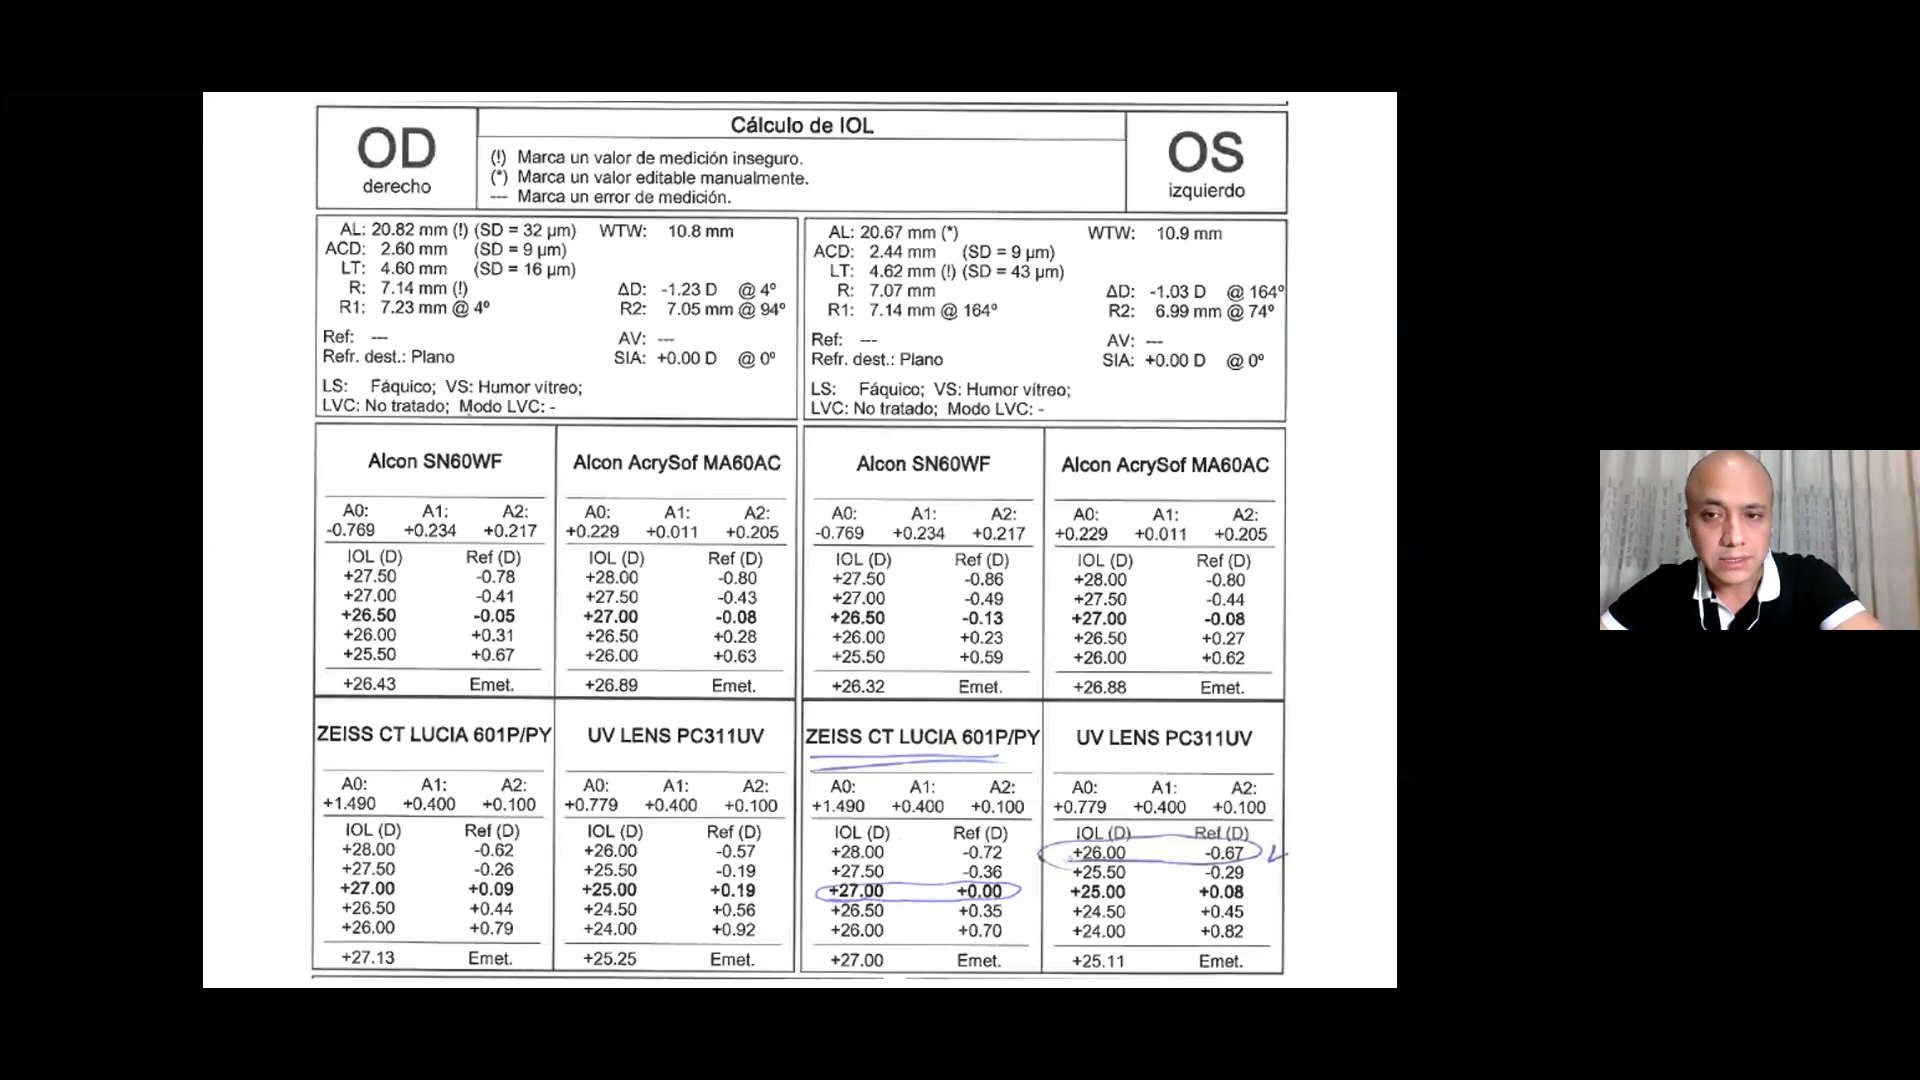 OD
derecho
Cálculo de IOL
(!) Marca un valor de medición inseguro.
(*) Marca un valor editable manualmente.
--- Marca un error de medición.
OS
izquierdo
AL: 20.82 mm (!) (SD = 32 µm) WTW: 10.8 mm
ACD: 2.60 mm (SD = 9 µm)
LT: 4.60 mm (SD = 16 µm)
R: 7.14 mm (!) ΔD: -1.23 D @ 4º
R1: 7.23 mm @ 4º R2: 7.05 mm @ 94º
Ref: --- AV: ---
Refr. dest.: Plano SIA: +0.00 D @ 0º
LS: Fáquico; VS: Humor vítreo;
LVC: No tratado; Modo LVC: -
AL: 20.67 mm (*) WTW: 10.9 mm
ACD: 2.44 mm (SD = 9 µm)
LT: 4.62 mm (!) (SD = 43 µm)
R: 7.07 mm ΔD: -1.03 D @ 164º
R1: 7.14 mm @ 164º R2: 6.99 mm @ 74º
Ref: --- AV: ---
Refr. dest.: Plano SIA: +0.00 D @ 0º
LS: Fáquico; VS: Humor vítreo;
LVC: No tratado; Modo LVC: -
Alcon SN60WF
A0: A1: A2:
-0.769 +0.234 +0.217
IOL (D) Ref (D)
+27.50 -0.78
+27.00 -0.41
+26.50 -0.05
+26.00 +0.31
+25.50 +0.67
+26.43 Emet.
Alcon AcrySof MA60AC
A0: A1: A2:
+0.229 +0.011 +0.205
IOL (D) Ref (D)
+28.00 -0.80
+27.50 -0.43
+27.00 -0.08
+26.50 +0.28
+26.00 +0.63
+26.89 Emet.
Alcon SN60WF
A0: A1: A2:
-0.769 +0.234 +0.217
IOL (D) Ref (D)
+27.50 -0.86
+27.00 -0.49
+26.50 -0.13
+26.00 +0.23
+25.50 +0.59
+26.32 Emet.
Alcon AcrySof MA60AC
A0: A1: A2:
+0.229 +0.011 +0.205
IOL (D) Ref (D)
+28.00 -0.80
+27.50 -0.44
+27.00 -0.08
+26.50 +0.27
+26.00 +0.62
+26.88 Emet.
ZEISS CT LUCIA 601P/PY
A0: A1: A2:
+1.490 +0.400 +0.100
IOL (D) Ref (D)
+28.00 -0.62
+27.50 -0.26
+27.00 +0.09
+26.50 +0.44
+26.00 +0.79
+27.13 Emet.
UV LENS PC311UV
A0: A1: A2:
+0.779 +0.400 +0.100
IOL (D) Ref (D)
+26.00 -0.57
+25.50 -0.19
+25.00 +0.19
+24.50 +0.56
+24.00 +0.92
+25.25 Emet.
ZEISS CT LUCIA 601P/PY
A0: A1: A2:
+1.490 +0.400 +0.100
IOL (D) Ref (D)
+28.00 -0.72
+27.50 -0.36
+27.00 +0.00
+26.50 +0.35
+26.00 +0.70
+27.00 Emet.
UV LENS PC311UV
A0: A1: A2:
+0.779 +0.400 +0.100
IOL (D) Ref (D)
+26.00 -0.67
+25.50 -0.29
+25.00 +0.08
+24.50 +0.45
+24.00 +0.82
+25.11 Emet.